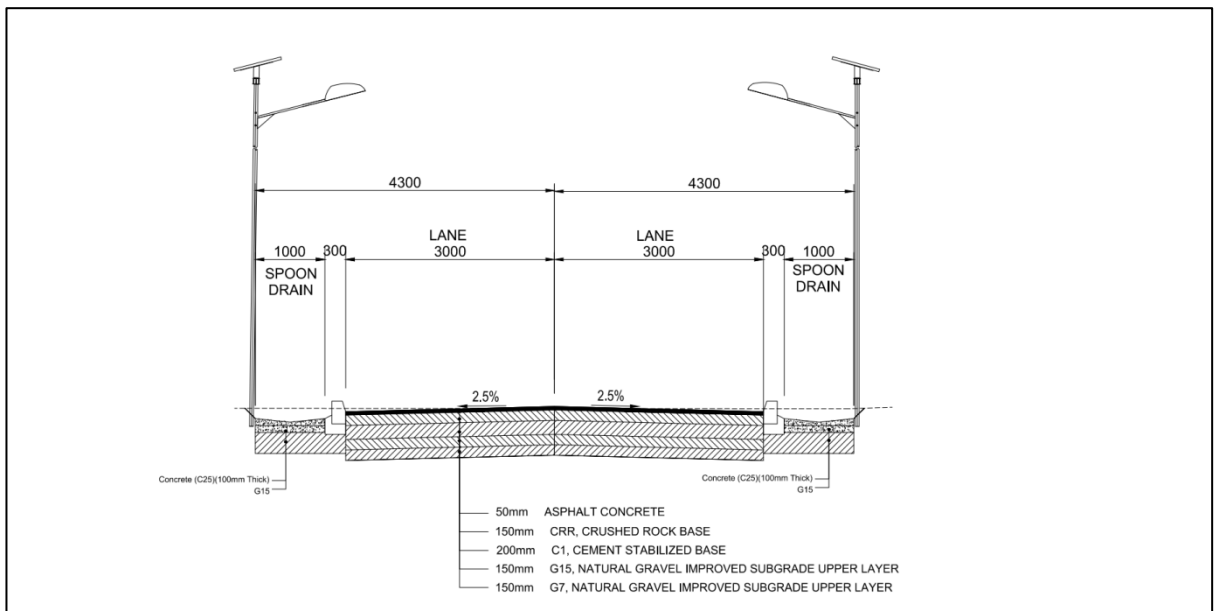 4300
4300
LANE
LANE
1000
300
3000
3000
300
1000
SPOON
DRAIN
SPOON
DRAIN
2.5%
2.5%
Concrete (C25)(100mm Thick)
G15
Concrete (C25)(100mm Thick)
G15
50mm ASPHALT CONCRETE
150mm CRR, CRUSHED ROCK BASE
200mm C1, CEMENT STABILIZED BASE
150mm G15, NATURAL GRAVEL IMPROVED SUBGRADE UPPER LAYER
150mm G7, NATURAL GRAVEL IMPROVED SUBGRADE UPPER LAYER